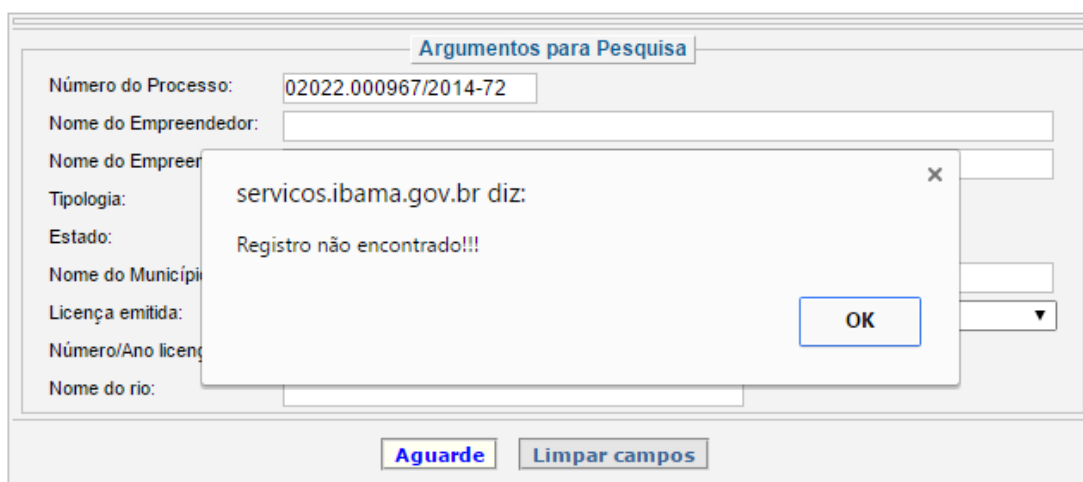 Argumentos para Pesquisa
Número do Processo: 02022.000967/2014-72
Nome do Empreendedor:
Nome do Empreen
Tipologia:
Estado:
Nome do Municípi
Licença emitida:
Número/Ano licenç
Nome do rio:
servicos.ibama.gov.br diz:
Registro não encontrado!!!
OK
Aguarde Limpar campos